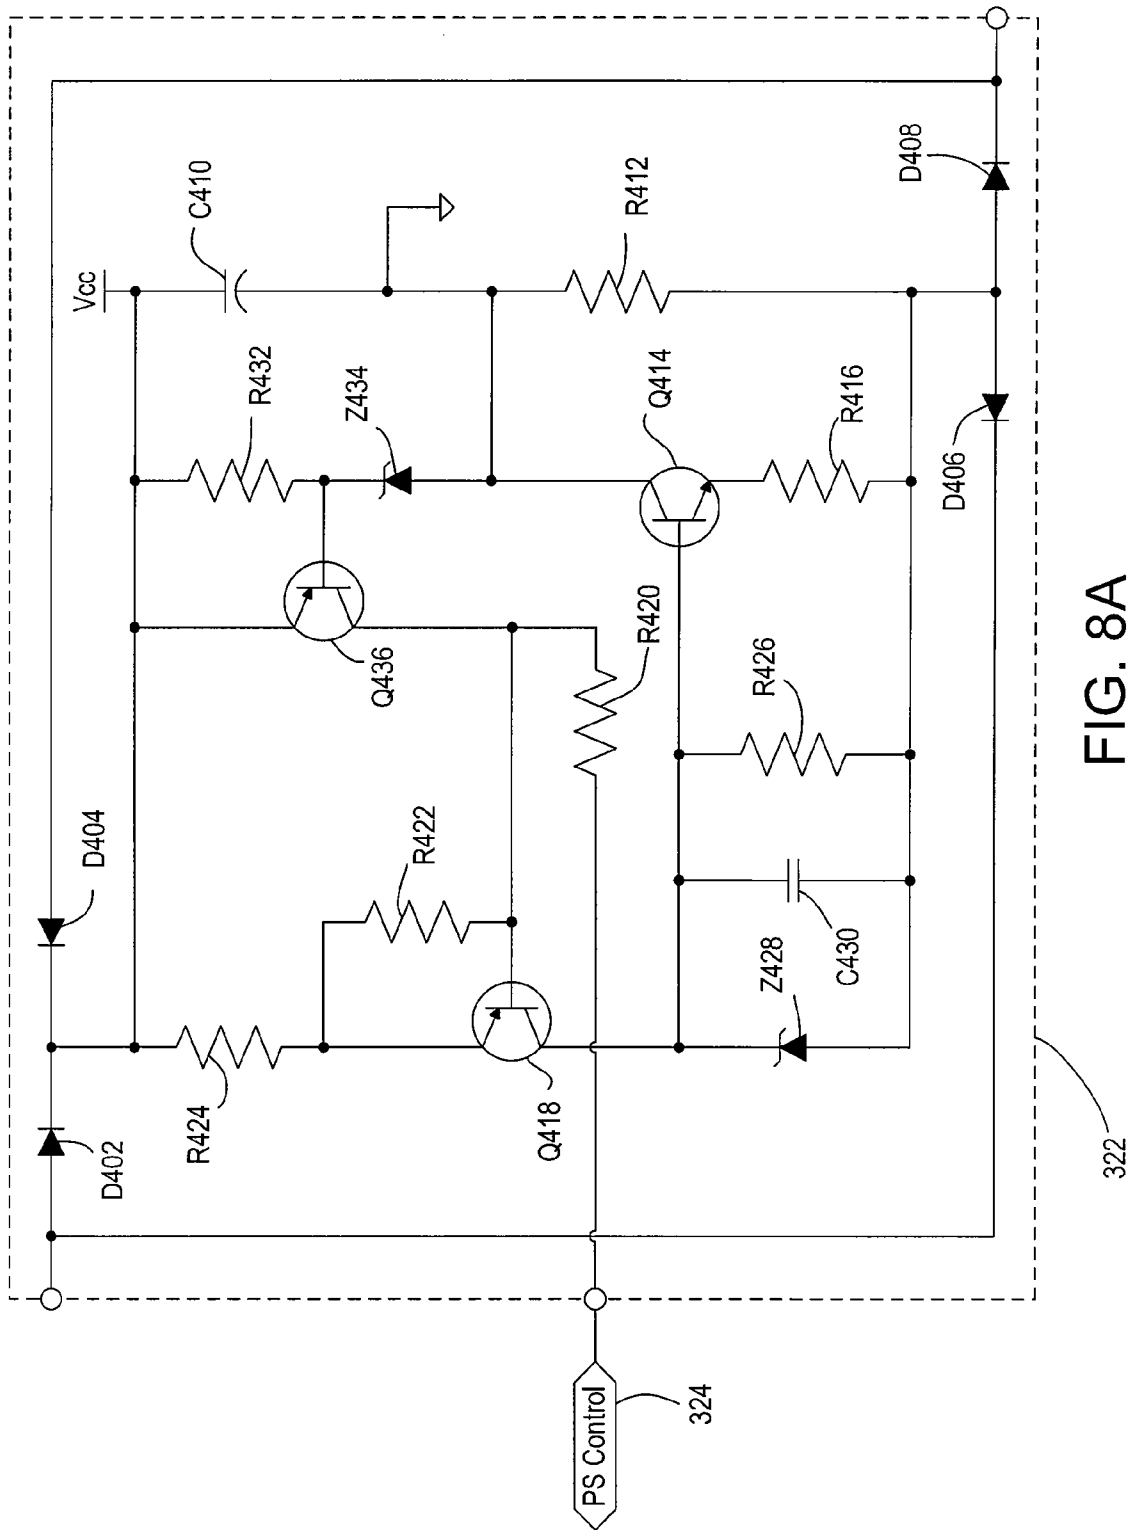 Vcc
C410
R432
Z434
R412
D408
Q414
R416
D406
Q436
R420
R426
D404
R422
C430
Z428
Q418
R424
D402
322
PS Control
324
FIG. 8A